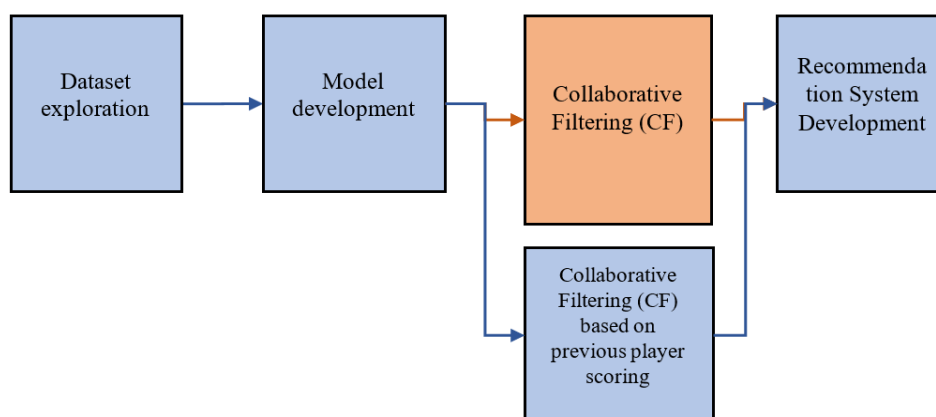 Dataset
exploration
Model
development
Collaborative
Filtering (CF)
Recommenda
tion System
Development
Collaborative
Filtering (CF)
based on
previous player
scoring